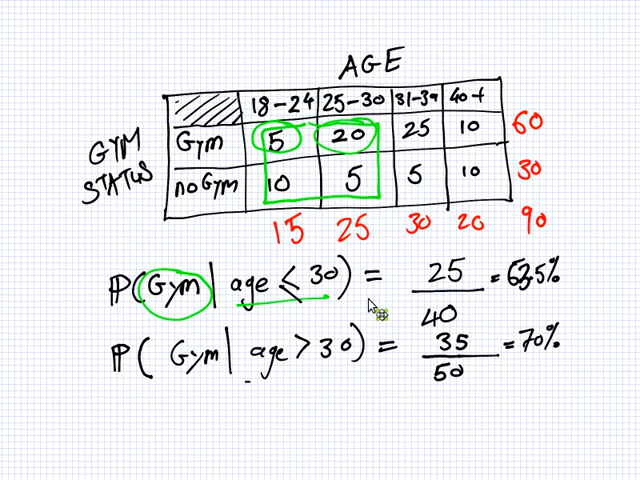 AGE
18-24 25-30 31-39 40+
GYM STATUS
Gym 5 20 25 10 60
no Gym 10 5 5 10 30
15 25 30 20 90
P(Gym | age ≤ 30) = 25/40 = 62.5%
P( Gym | age > 30) = 35/50 = 70%